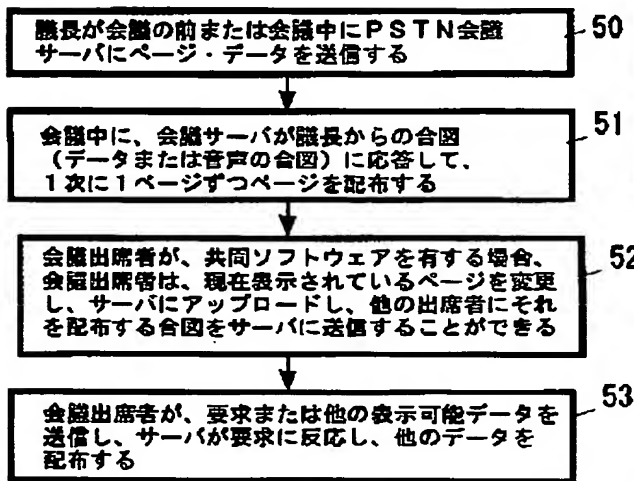 議長が会議の前または会議中にPSTN会議
サーバにページ・データを送信する
50
会議中に、会議サーバが議長からの合図
(データまたは音声の合図)に応答して、
1次に1ページずつページを配布する
51
会議出席者が、共同ソフトウェアを有する場合、
会議出席者は、現在表示されているページを変更
し、サーバにアップロードし、他の出席者にそれ
を配布する合図をサーバに送信することができる
52
会議出席者が、要求または他の表示可能データを
送信し、サーバが要求に反応し、他のデータを
配布する
53